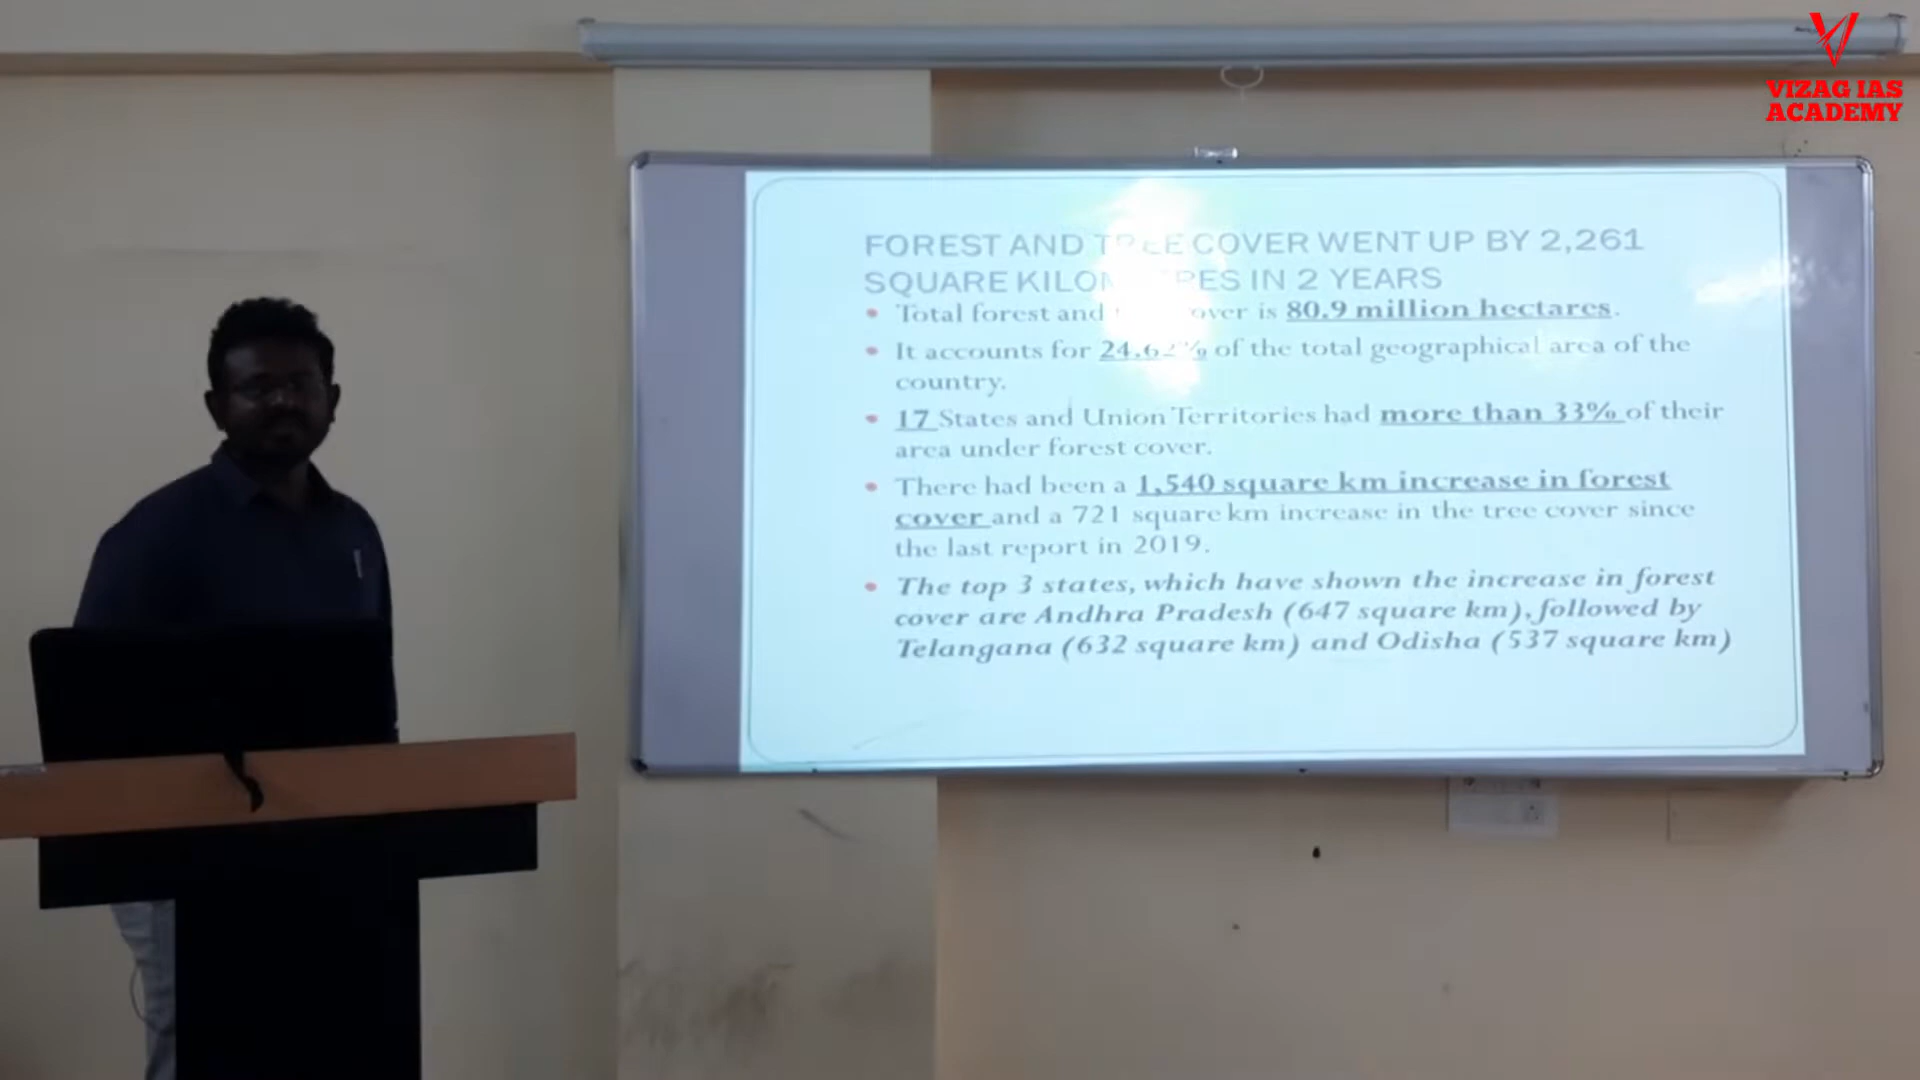 VIZAG IAS
ACADEMY
FOREST AND TREE COVER WENT UP BY 2,261
SQUARE KILOMETRES IN 2 YEARS
Total forest and cover is 80.9 million hectares.
It accounts for 24.62% of the total geographical area of the
country.
17 States and Union Territories had more than 33% of their
area under forest cover.
There had been a 1,540 square km increase in forest
cover and a 721 square km increase in the tree cover since
the last report in 2019.
The top 3 states, which have shown the increase in forest
cover are Andhra Pradesh (647 square km), followed by
Telangana (632 square km) and Odisha (537 square km)